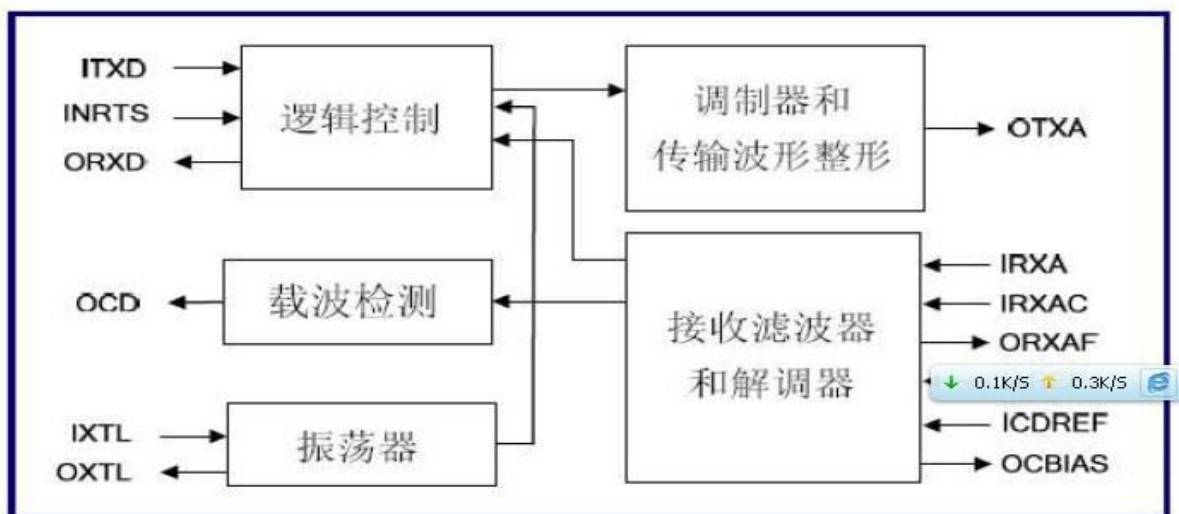 ITXD
INRTS
ORXD
逻辑控制
调制器和
传输波形整形
OTXA
OCD
载波检测
接收滤波器
和解调器
IRXA
IRXAC
ORXAF
0.1K/S 0.3K/S
ICDREF
OCBIAS
IXTL
OXTL
振荡器